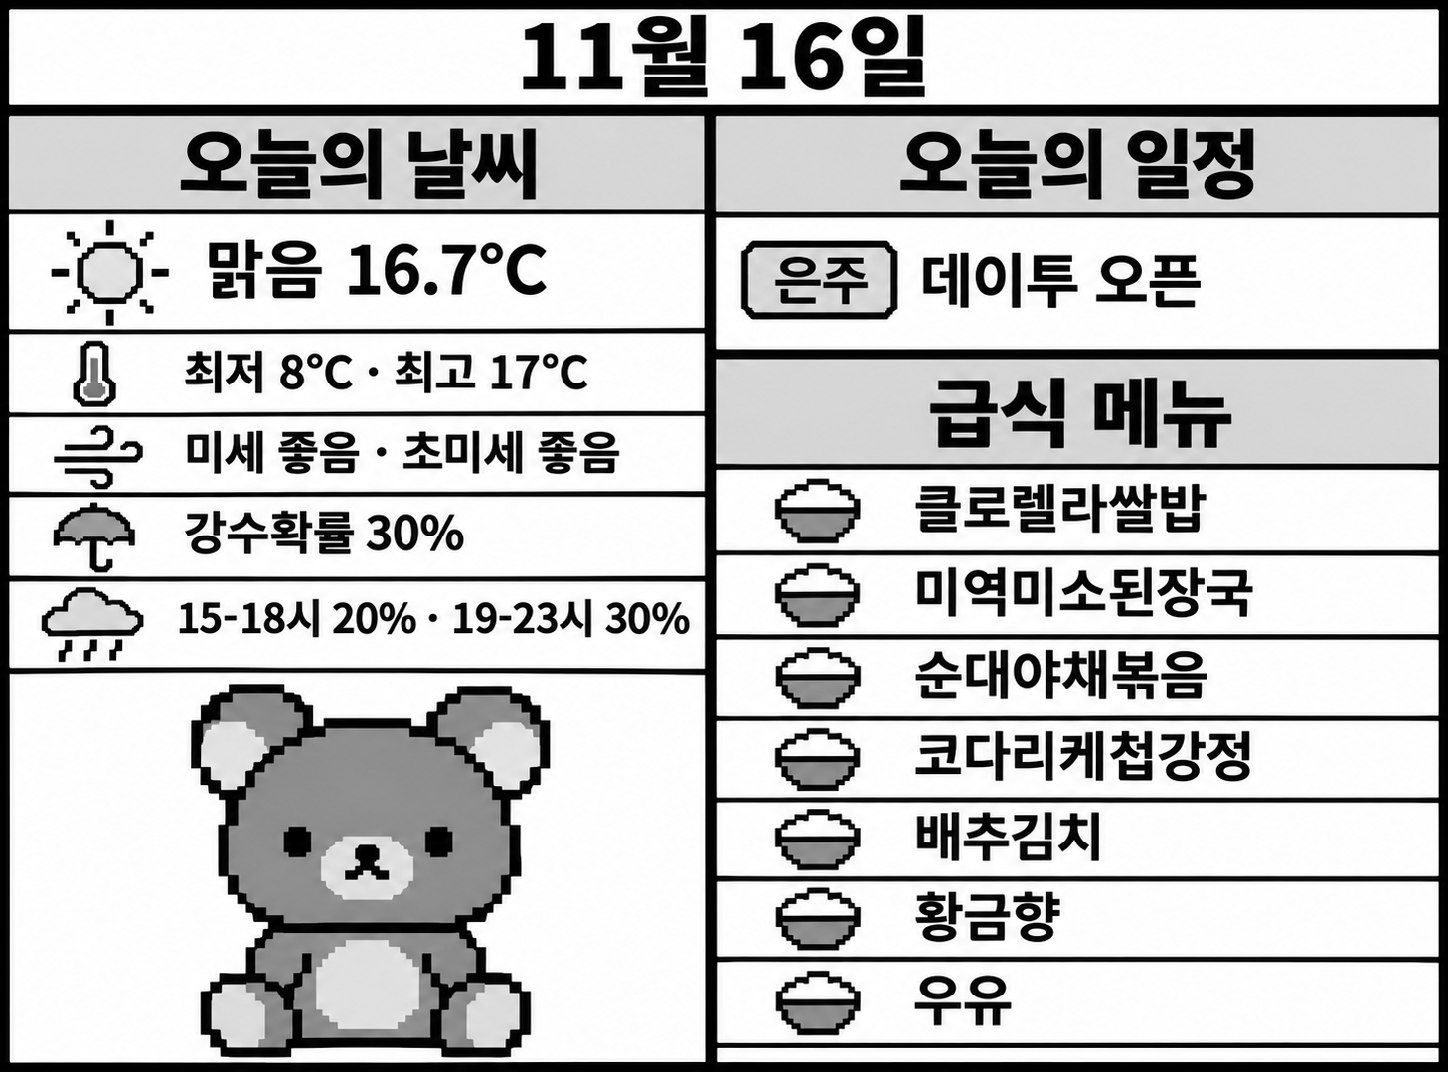 11월 16일
오늘의 날씨
맑음 16.7°C
최저 8°C · 최고 17°C
미세 좋음 · 초미세 좋음
강수확률 30%
15-18시 20% · 19-23시 30%
오늘의 일정
은주 데이투 오픈
급식 메뉴
클로렐라쌀밥
미역미소된장국
순대야채볶음
코다리케첩강정
배추김치
황금향
우유